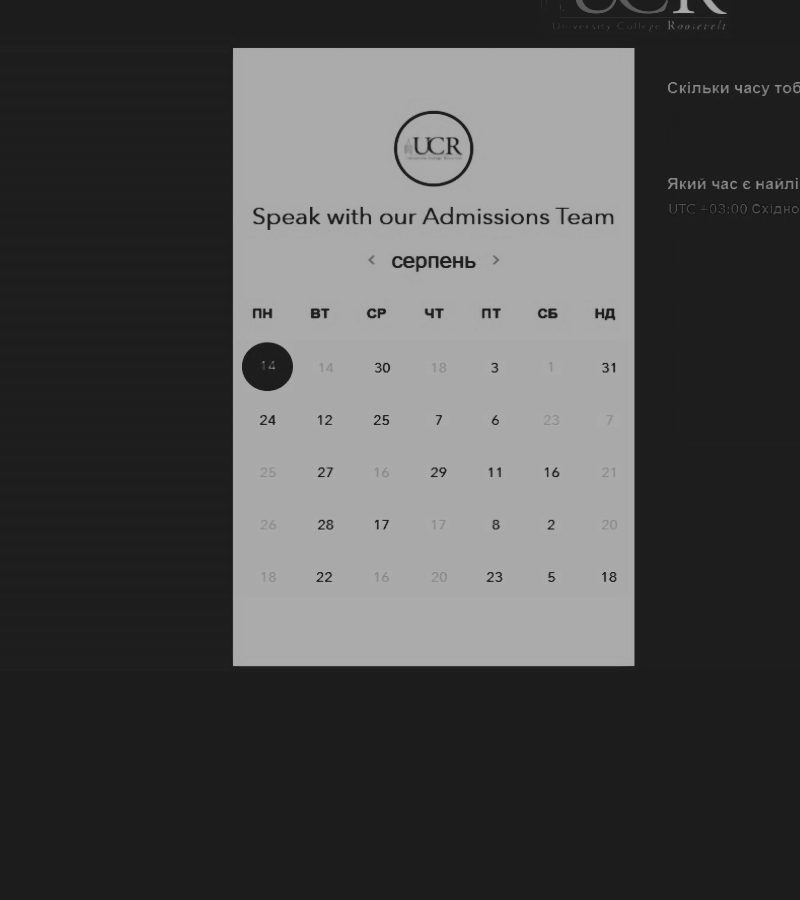 UCR
University College Roosevelt
Скільки часу тоб
UCR
Speak with our Admissions Team
Який час є найлі
UTC +03:00 Східно
< серпень >
ПН ВТ СР ЧТ ПТ СБ НД
14 14 30 18 3 1 31
24 12 25 7 6 23 7
25 27 16 29 11 16 21
26 28 17 17 8 2 20
18 22 16 20 23 5 18